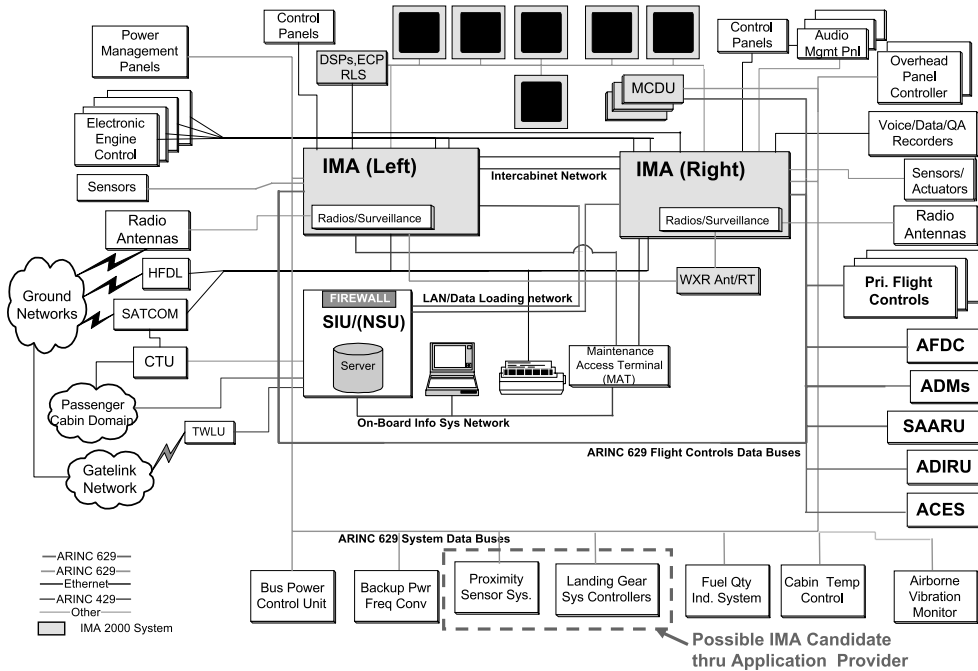 Power
Management
Panels
Control
Panels
DSPs,ECP
RLS
MCDU
Control
Panels
Audio
Mgmt Pnl
Overhead
Panel
Controller
Electronic
Engine
Control
Voice/Data/QA
Recorders
IMA (Left)
Intercabinet Network
IMA (Right)
Sensors
Sensors/
Actuators
Radios/Surveillance
Radios/Surveillance
Radio
Antennas
Radio
Antennas
HFDL
WXR Ant/RT
Pri. Flight
Controls
Ground
Networks
SATCOM
FIREWALL
LAN/Data Loading network
SIU/(NSU)
CTU
Server
Maintenance
Access Terminal
(MAT)
AFDC
ADMs
Passenger
Cabin Domain
On-Board Info Sys Network
TWLU
SAARU
ARINC 629 Flight Controls Data Buses
Gatelink
Network
ADIRU
ACES
ARINC 629 System Data Buses
ARINC 629
ARINC 629
Ethernet
ARINC 429
Other
IMA 2000 System
Bus Power
Control Unit
Backup Pwr
Freq Conv
Proximity
Sensor Sys.
Landing Gear
Sys Controllers
Fuel Qty
Ind. System
Cabin Temp
Control
Airborne
Vibration
Monitor
Possible IMA Candidate
thru Application Provider